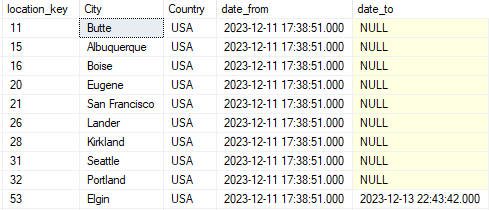 location_key City Country date_from date_to
11 Butte USA 2023-12-11 17:38:51.000 NULL
15 Albuquerque USA 2023-12-11 17:38:51.000 NULL
16 Boise USA 2023-12-11 17:38:51.000 NULL
20 Eugene USA 2023-12-11 17:38:51.000 NULL
21 San Francisco USA 2023-12-11 17:38:51.000 NULL
26 Lander USA 2023-12-11 17:38:51.000 NULL
28 Kirkland USA 2023-12-11 17:38:51.000 NULL
31 Seattle USA 2023-12-11 17:38:51.000 NULL
32 Portland USA 2023-12-11 17:38:51.000 NULL
53 Elgin USA 2023-12-11 17:38:51.000 2023-12-13 22:43:42.000